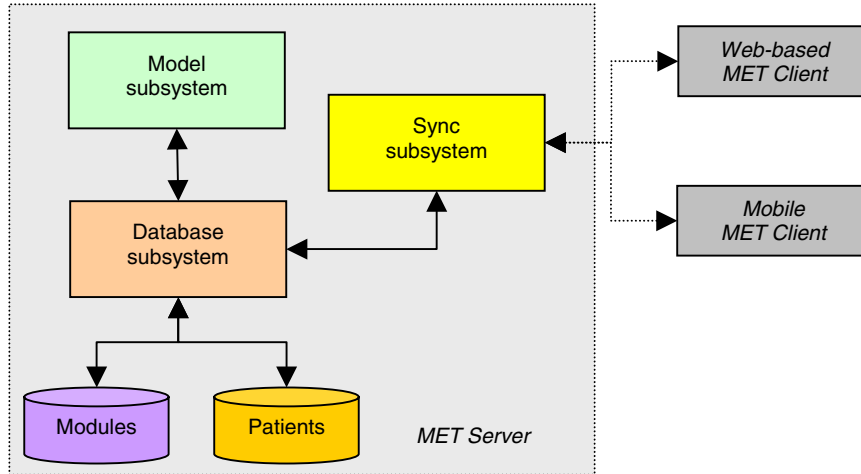 Model
subsystem
Web-based
MET Client
Sync
subsystem
Mobile
MET Client
Database
subsystem
Modules
Patients
MET Server